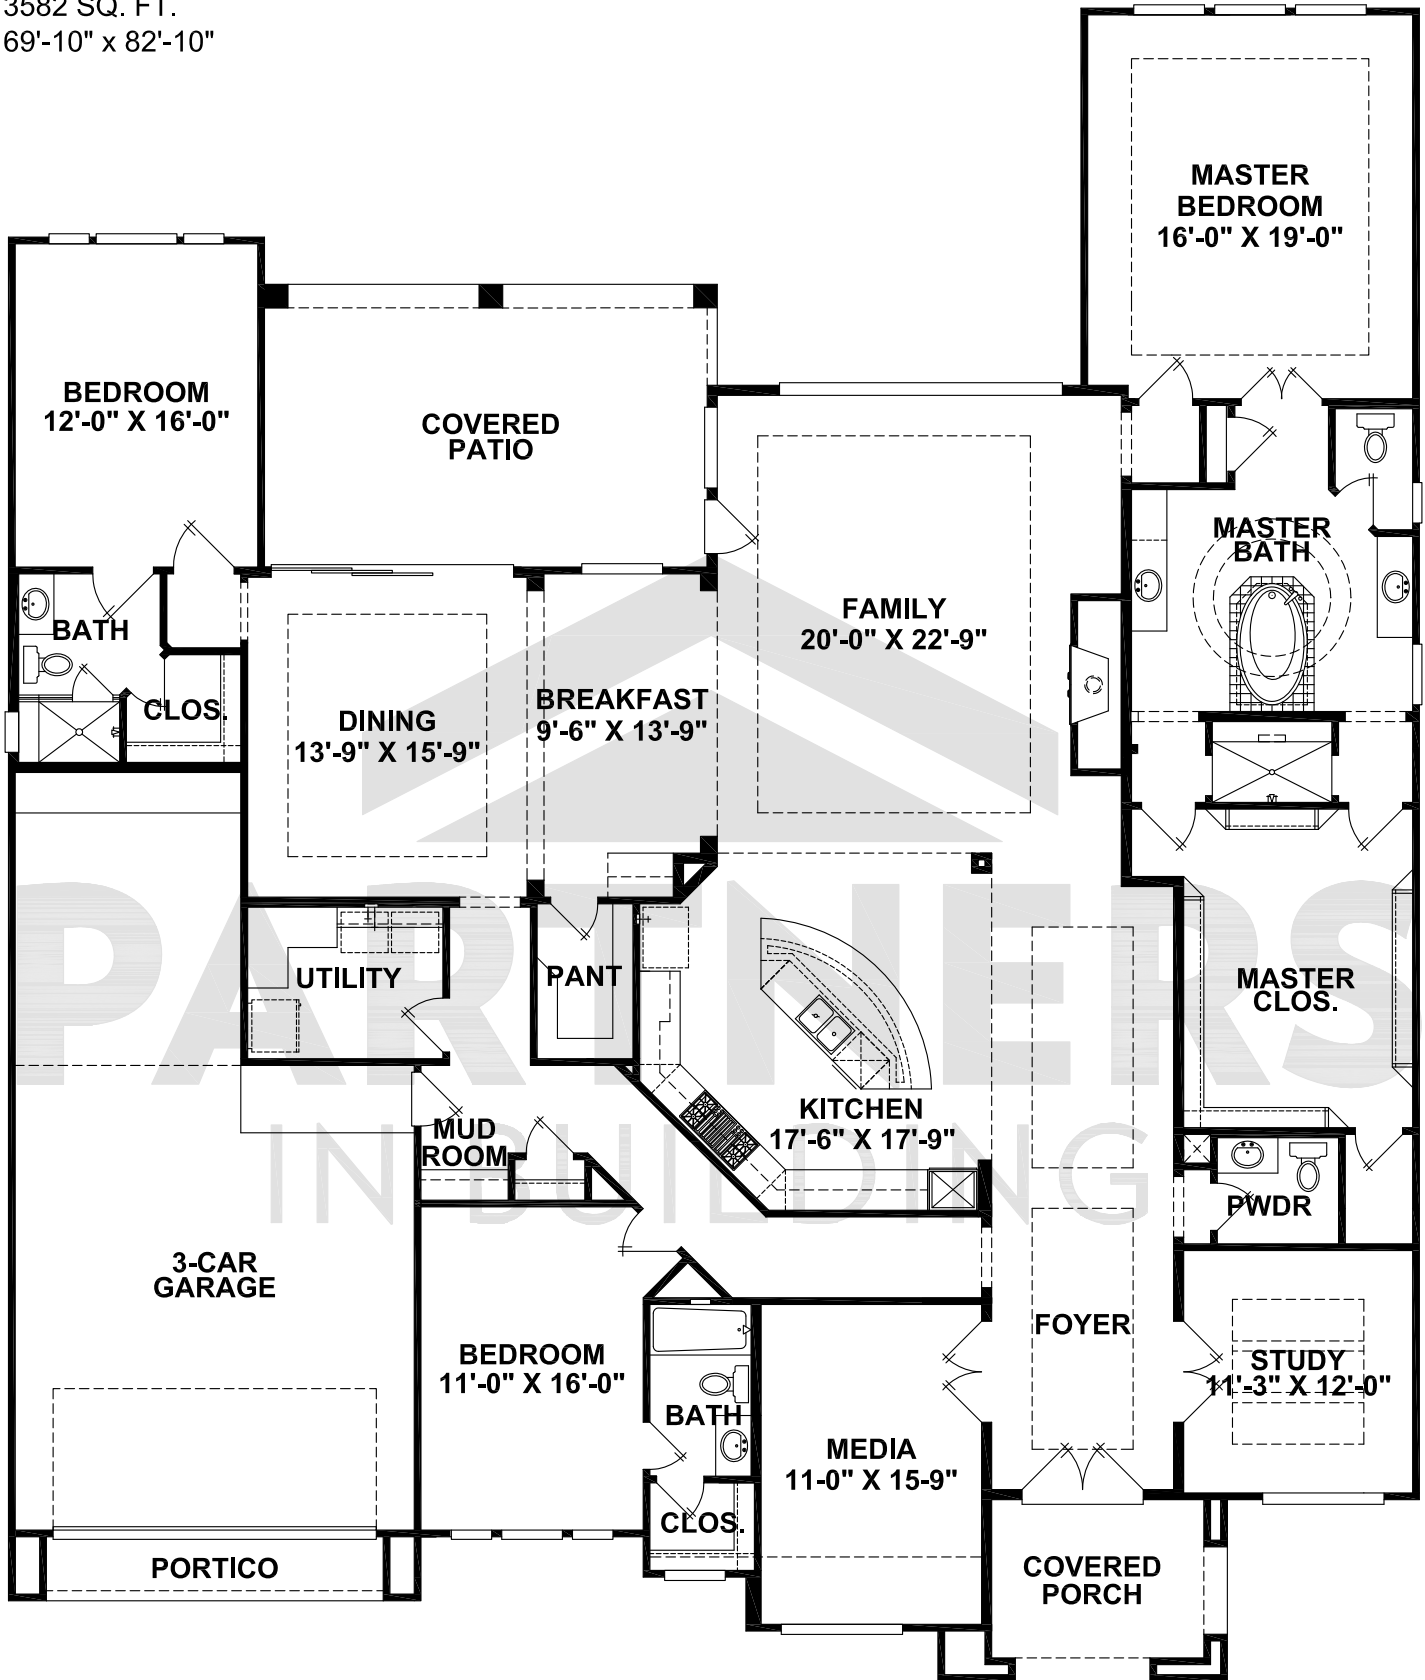 3582 SQ. FT.
69'-10" x 82'-10"
MASTER
BEDROOM
16'-0" X 19'-0"
BEDROOM
12'-0" X 16'-0"
COVERED
PATIO
MASTER
BATH
FAMILY
20'-0" X 22'-9"
BATH
CLOS.
DINING
13'-9" X 15'-9"
BREAKFAST
9'-6" X 13'-9"
PARTNERS
IN BUILDING
UTILITY
PANT
MASTER
CLOS.
KITCHEN
17'-6" X 17'-9"
MUD
ROOM
PWDR
3-CAR
GARAGE
FOYER
BEDROOM
11'-0" X 16'-0"
STUDY
11'-3" X 12'-0"
BATH
MEDIA
11-0" X 15-9"
CLOS.
PORTICO
COVERED
PORCH